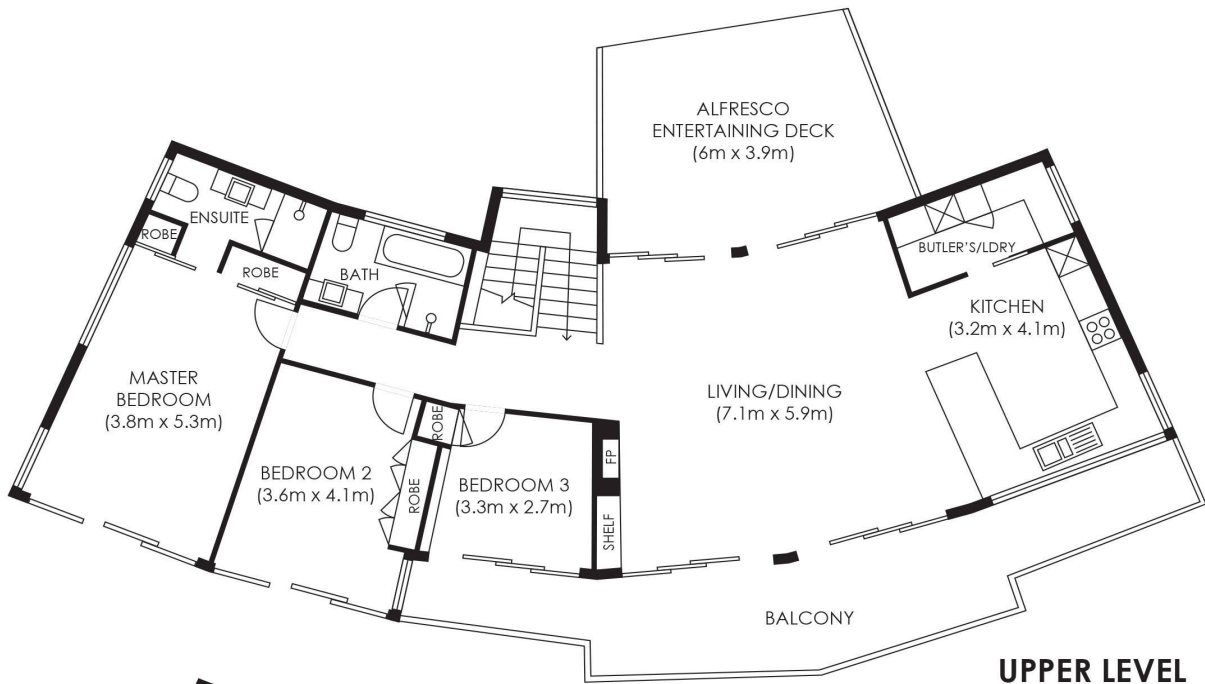 ALFRESCO
ENTERTAINING DECK
(6m x 3.9m)
ENSUITE
ROBE
ROBE
BATH
BUTLER'S/LDRY
KITCHEN
(3.2m x 4.1m)
MASTER
BEDROOM
(3.8m x 5.3m)
LIVING/DINING
(7.1m x 5.9m)
ROBE
BEDROOM 2
(3.6m x 4.1m)
ROBE
BEDROOM 3
(3.3m x 2.7m)
FP
SHELF
BALCONY
UPPER LEVEL